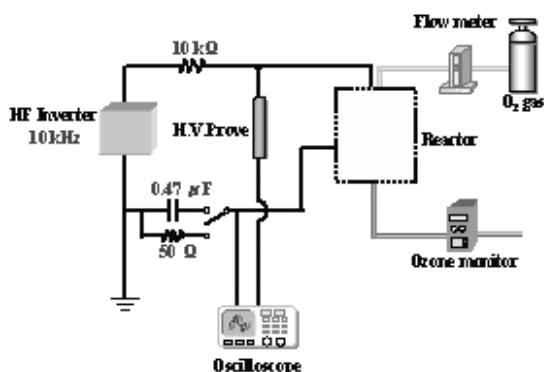 Flow meter
10 kΩ
O₂ gas
HF Inverter
10 kHz
H.V.Prove
Reactor
0.47 μF
50 Ω
Ozone monitor
Oscilloscope